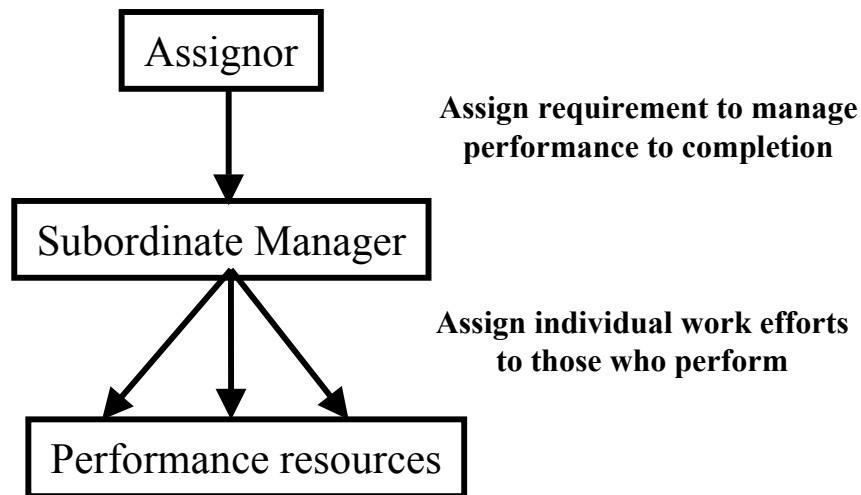 Assignor
Assign requirement to manage
performance to completion
Subordinate Manager
Assign individual work efforts
to those who perform
Performance resources